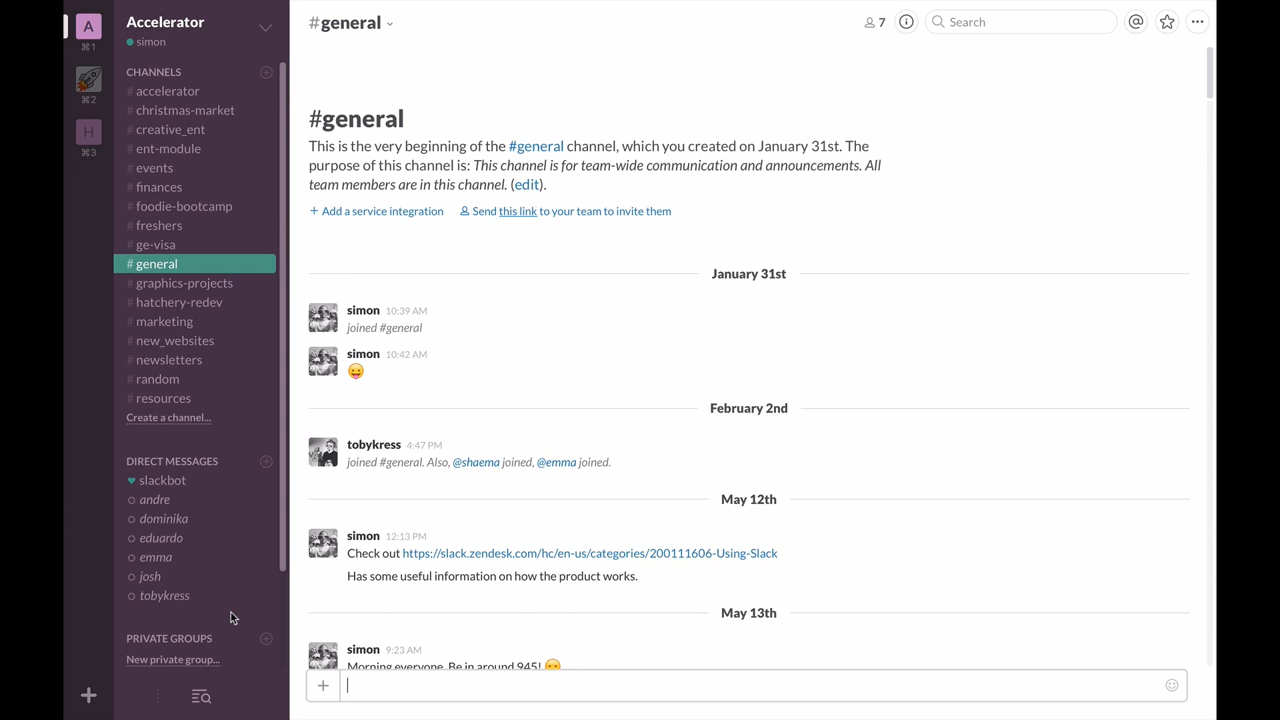 A
⌘1
⌘2
H
⌘3
Accelerator
simon
CHANNELS
# accelerator
# christmas-market
# creative_ent
# ent-module
# events
# finances
# foodie-bootcamp
# freshers
# ge-visa
# general
# graphics-projects
# hatchery-redev
# marketing
# new_websites
# newsletters
# random
# resources
Create a channel...
DIRECT MESSAGES
slackbot
andre
dominika
eduardo
emma
josh
tobykress
PRIVATE GROUPS
New private group...
#general
7
Search
#general
This is the very beginning of the #general channel, which you created on January 31st. The
purpose of this channel is: This channel is for team-wide communication and announcements. All
team members are in this channel. (edit).
+ Add a service integration Send this link to your team to invite them
January 31st
simon 10:39 AM
joined #general
simon 10:42 AM
😛
February 2nd
tobykress 4:47 PM
joined #general. Also, @shaema joined, @emma joined.
May 12th
simon 12:13 PM
Check out https://slack.zendesk.com/hc/en-us/categories/200111606-Using-Slack
Has some useful information on how the product works.
May 13th
simon 9:23 AM
Morning everyone. Be in around 945!